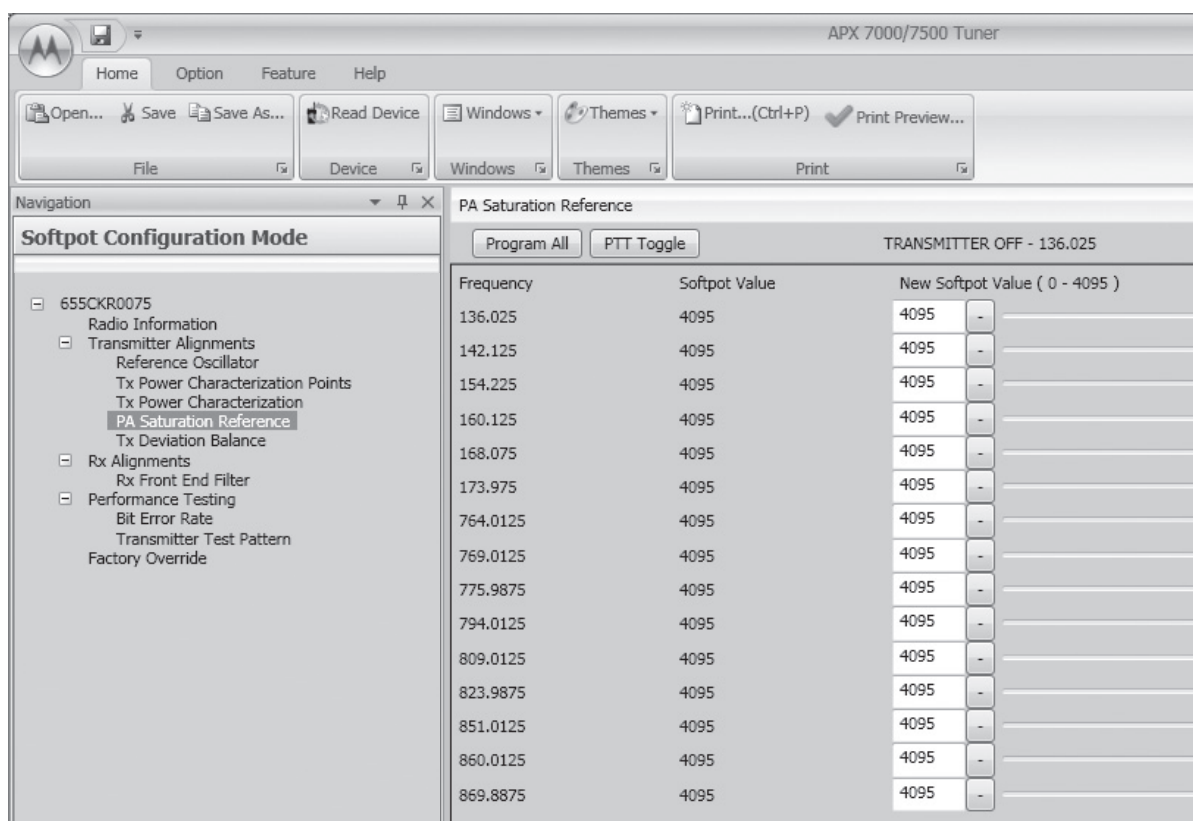 APX 7000/7500 Tuner
Home Option Feature Help
Open... Save Save As... Read Device Windows Themes Print...(Ctrl+P) Print Preview...
File Device Windows Themes Print
Navigation
Softpot Configuration Mode
655CKR0075
Radio Information
Transmitter Alignments
Reference Oscillator
Tx Power Characterization Points
Tx Power Characterization
PA Saturation Reference
Tx Deviation Balance
Rx Alignments
Rx Front End Filter
Performance Testing
Bit Error Rate
Transmitter Test Pattern
Factory Override
PA Saturation Reference
Program All PTT Toggle TRANSMITTER OFF - 136.025
Frequency Softpot Value New Softpot Value ( 0 - 4095 )
136.025 4095 4095 -
142.125 4095 4095 -
154.225 4095 4095 -
160.125 4095 4095 -
168.075 4095 4095 -
173.975 4095 4095 -
764.0125 4095 4095 -
769.0125 4095 4095 -
775.9875 4095 4095 -
794.0125 4095 4095 -
809.0125 4095 4095 -
823.9875 4095 4095 -
851.0125 4095 4095 -
860.0125 4095 4095 -
869.8875 4095 4095 -